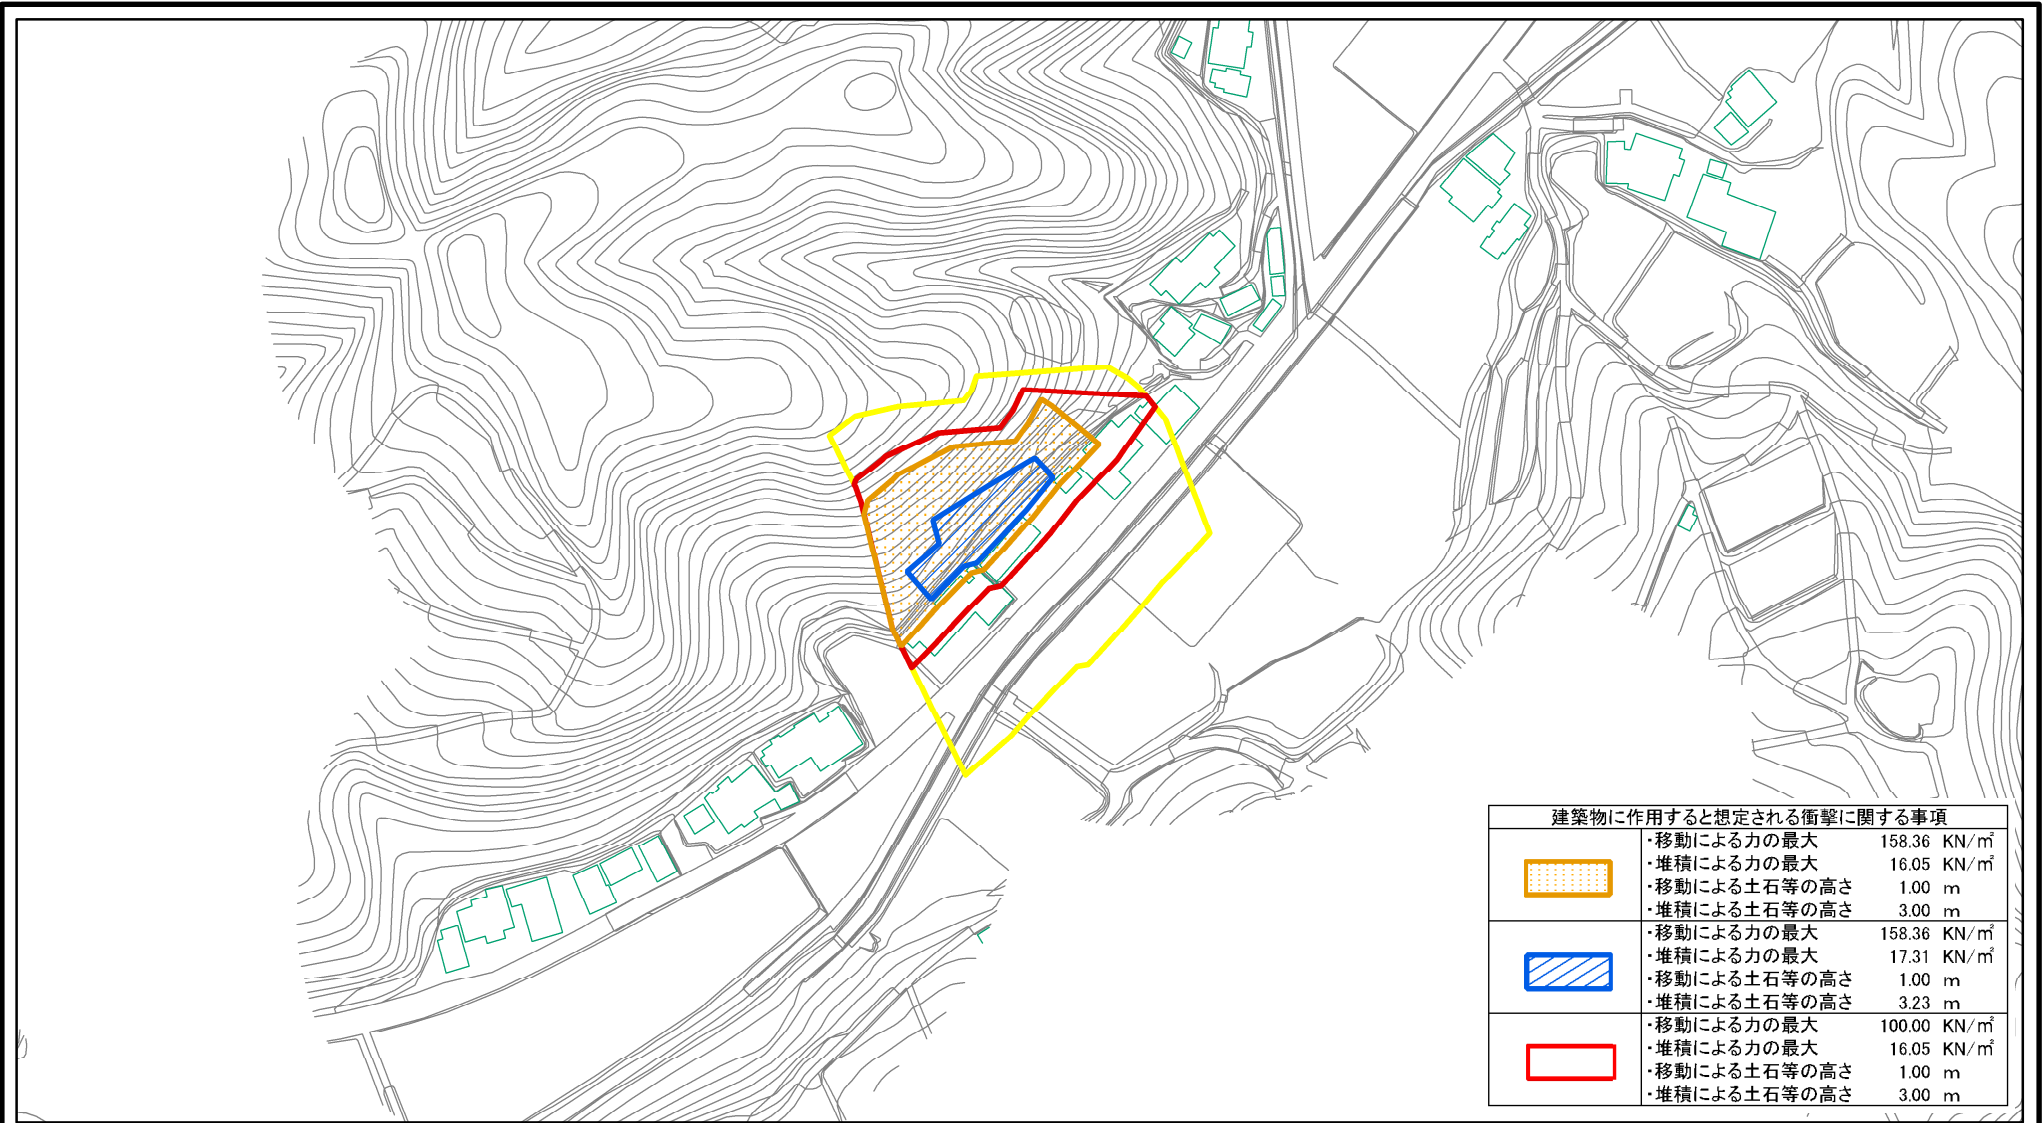 建築物に作用すると想定される衝撃に関する事項
・移動による力の最大 158.36 KN/㎡
・堆積による力の最大 16.05 KN/㎡
・移動による土石等の高さ 1.00 m
・堆積による土石等の高さ 3.00 m
・移動による力の最大 158.36 KN/㎡
・堆積による力の最大 17.31 KN/㎡
・移動による土石等の高さ 1.00 m
・堆積による土石等の高さ 3.23 m
・移動による力の最大 100.00 KN/㎡
・堆積による力の最大 16.05 KN/㎡
・移動による土石等の高さ 1.00 m
・堆積による土石等の高さ 3.00 m